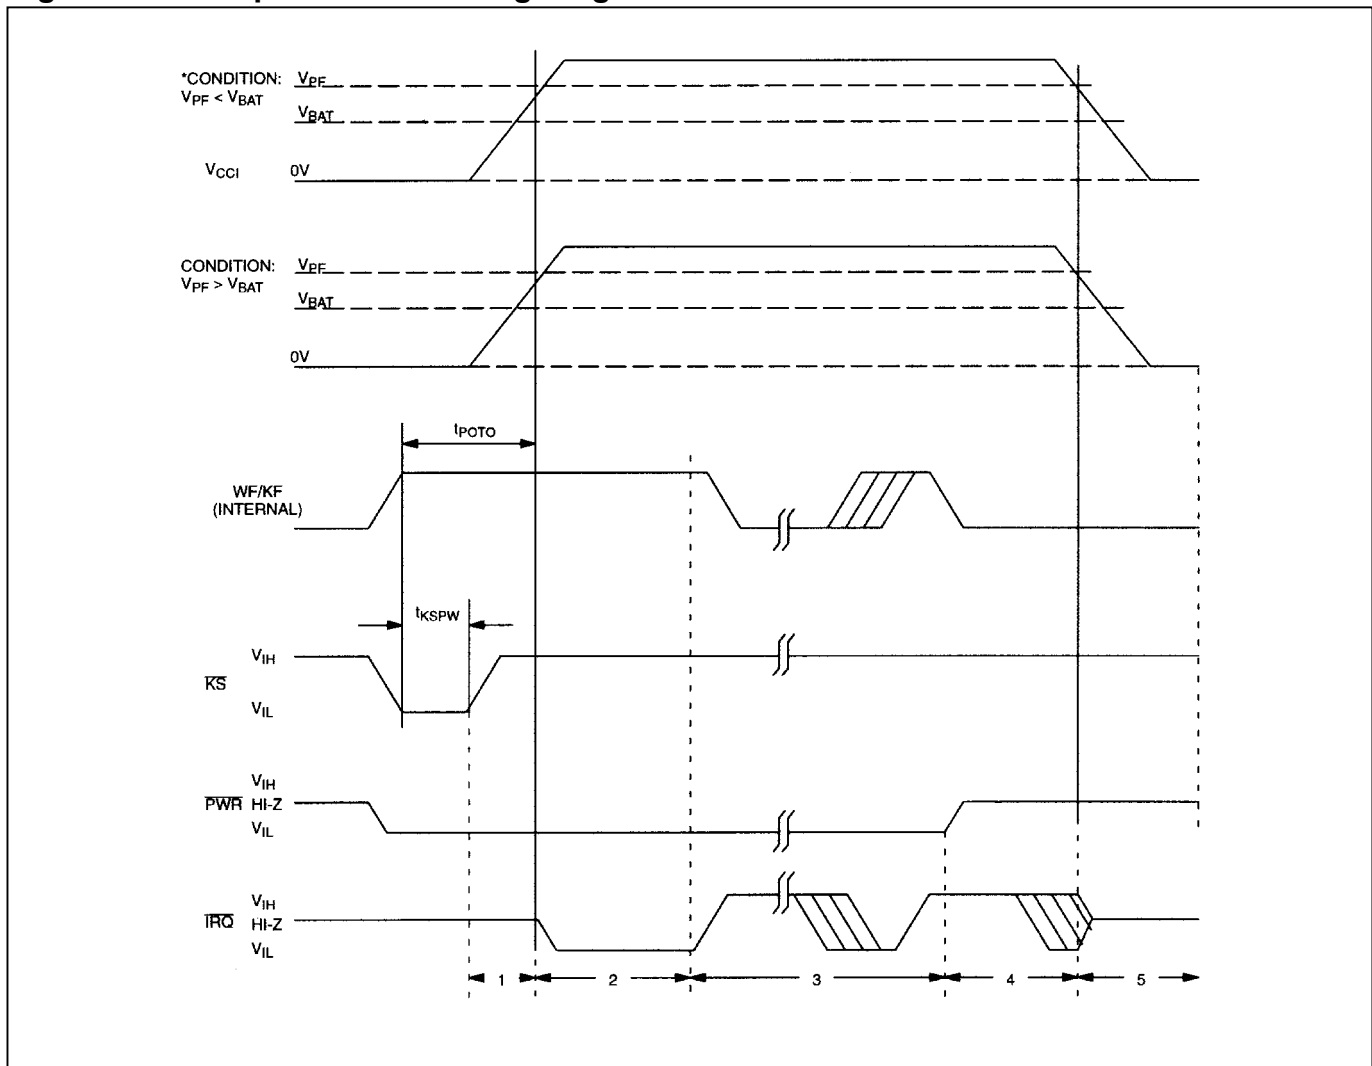 *CONDITION: VPF
VPF < VBAT
VBAT
VCCI 0V
CONDITION: VPF
VPF > VBAT
VBAT
0V
tPOTO
WF/KF
(INTERNAL)
tKSPW
VIH
KS
VIL
VIH
PWR HI-Z
VIL
VIH
IRQ HI-Z
VIL
1 2 3 4 5